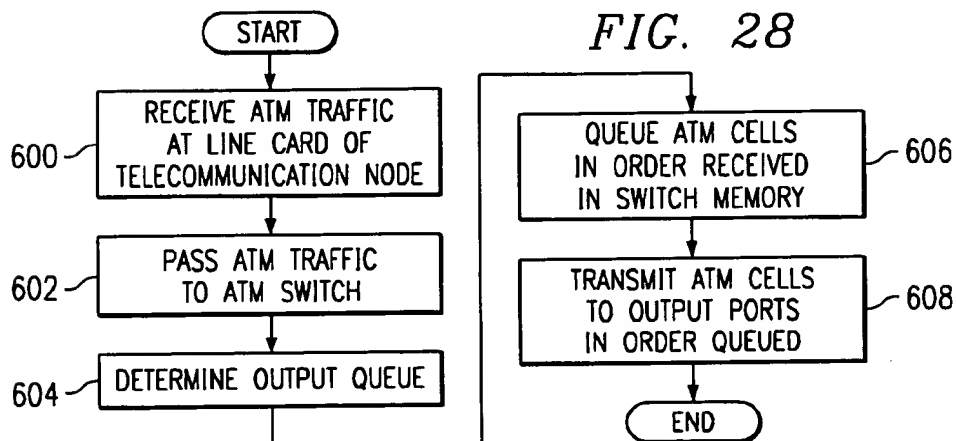 START
FIG. 28
600
RECEIVE ATM TRAFFIC
AT LINE CARD OF
TELECOMMUNICATION NODE
602
PASS ATM TRAFFIC
TO ATM SWITCH
604
DETERMINE OUTPUT QUEUE
QUEUE ATM CELLS
IN ORDER RECEIVED
IN SWITCH MEMORY
606
TRANSMIT ATM CELLS
TO OUTPUT PORTS
IN ORDER QUEUED
608
END